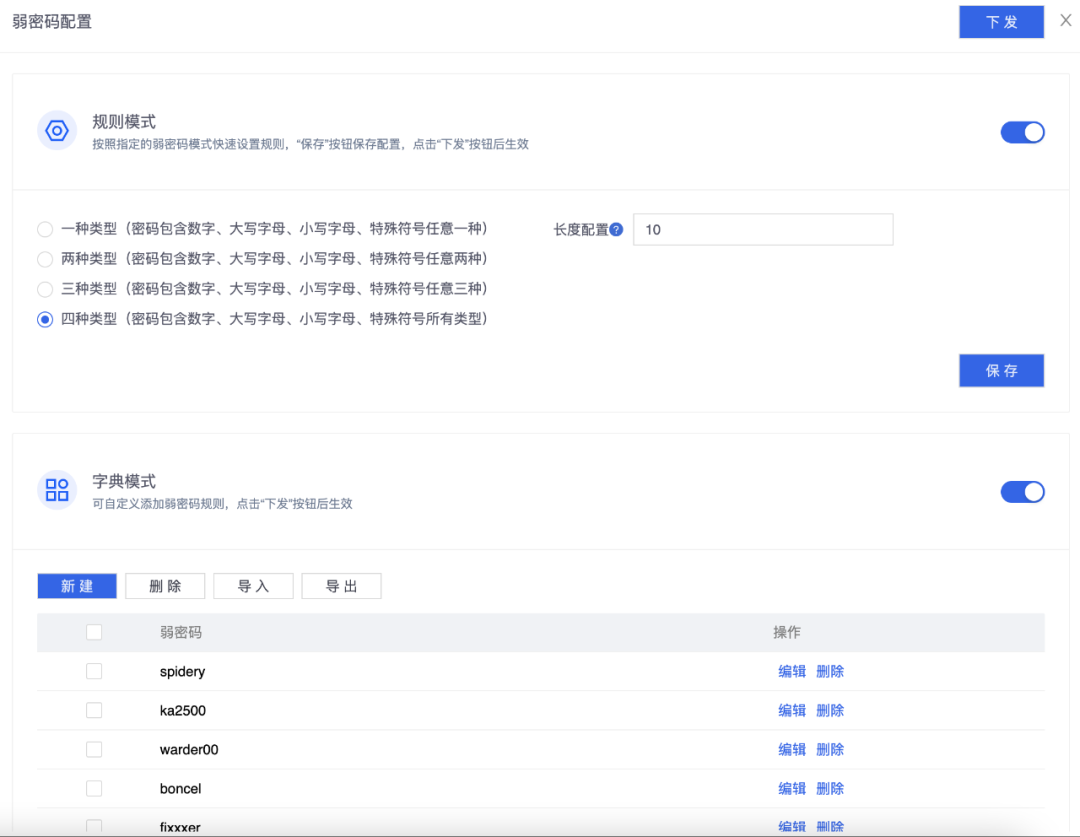 弱密码配置
下发
规则模式
按照指定的弱密码模式快速设置规则，“保存”按钮保存配置，点击“下发”按钮后生效
一种类型（密码包含数字、大写字母、小写字母、特殊符号任意一种）
长度配置 ? 10
两种类型（密码包含数字、大写字母、小写字母、特殊符号任意两种）
三种类型（密码包含数字、大写字母、小写字母、特殊符号任意三种）
四种类型（密码包含数字、大写字母、小写字母、特殊符号所有类型）
保存
字典模式
可自定义添加弱密码规则，点击“下发”按钮后生效
新建 删除 导入 导出
弱密码 操作
spidery 编辑 删除
ka2500 编辑 删除
warder00 编辑 删除
boncel 编辑 删除
fixxxer 编辑 删除